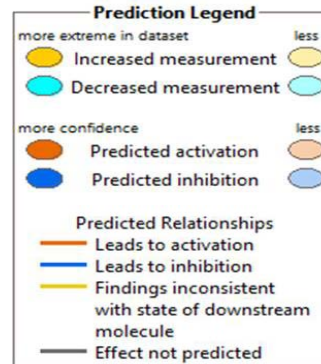 Prediction Legend
more extreme in dataset less
Increased measurement
Decreased measurement
more confidence less
Predicted activation
Predicted inhibition
Predicted Relationships
Leads to activation
Leads to inhibition
Findings inconsistent
with state of downstream
molecule
Effect not predicted